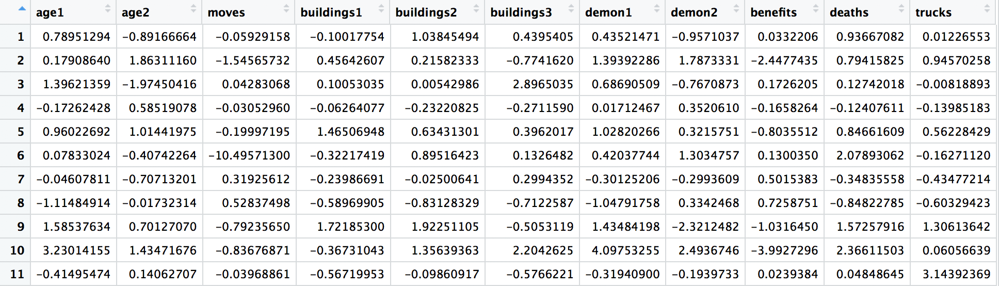 age1 age2 moves buildings1 buildings2 buildings3 demon1 demon2 benefits deaths trucks
1 0.78951294 −0.89166664 −0.05929158 −0.10017754 1.03845494 0.4395405 0.43521471 −0.9571037 0.0332206 0.93667082 0.01226553
2 0.17908640 1.86311160 −1.54565732 0.45642607 0.21582333 −0.7741620 1.39392286 1.7873331 −2.4477435 0.79415825 0.94570258
3 1.39621359 −1.97450416 0.04283068 0.10053035 0.00542986 2.8965035 0.68690509 −0.7670873 0.1726205 0.12742018 −0.00818893
4 −0.17262428 0.58519078 −0.03052960 −0.06264077 −0.23220825 −0.2711590 0.01712467 0.3520610 −0.1658264 −0.12407611 −0.13985183
5 0.96022692 1.01441975 −0.19997195 1.46506948 0.63431301 0.3962017 1.02820266 0.3215751 −0.8035512 0.84661609 0.56228429
6 0.07833024 −0.40742264 −10.49571300 −0.32217419 0.89516423 0.1326482 0.42037744 1.3034757 0.1300350 2.07893062 −0.16271120
7 −0.04607811 −0.70713201 0.31925612 −0.23986691 −0.02500641 0.2994352 −0.30125206 −0.2993609 0.5015383 −0.34835558 −0.43477214
8 −1.11484914 −0.01732314 0.52837498 −0.58969905 −0.83128329 −0.7122587 −1.04791758 0.3342468 0.7258751 −0.84822785 −0.60329423
9 1.58537634 0.70127070 −0.79235650 1.72185300 1.92251105 −0.5053119 1.43484198 −2.3212482 −1.0316450 1.57257916 1.30613642
10 3.23014155 1.43471676 −0.83676871 −0.36731043 1.35639363 2.2042625 4.09753255 2.4936746 −3.9927296 2.36611503 0.06056639
11 −0.41495474 0.14062707 −0.03968861 −0.56719953 −0.09860917 −0.5766221 −0.31940900 −0.1939733 0.0239384 0.04848645 3.14392369